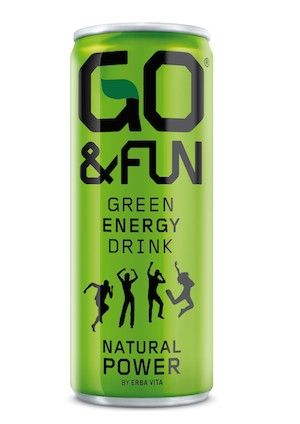 GO®
&FUN
GREEN
ENERGY
DRINK
NATURAL
POWER
BY ERBA VITA